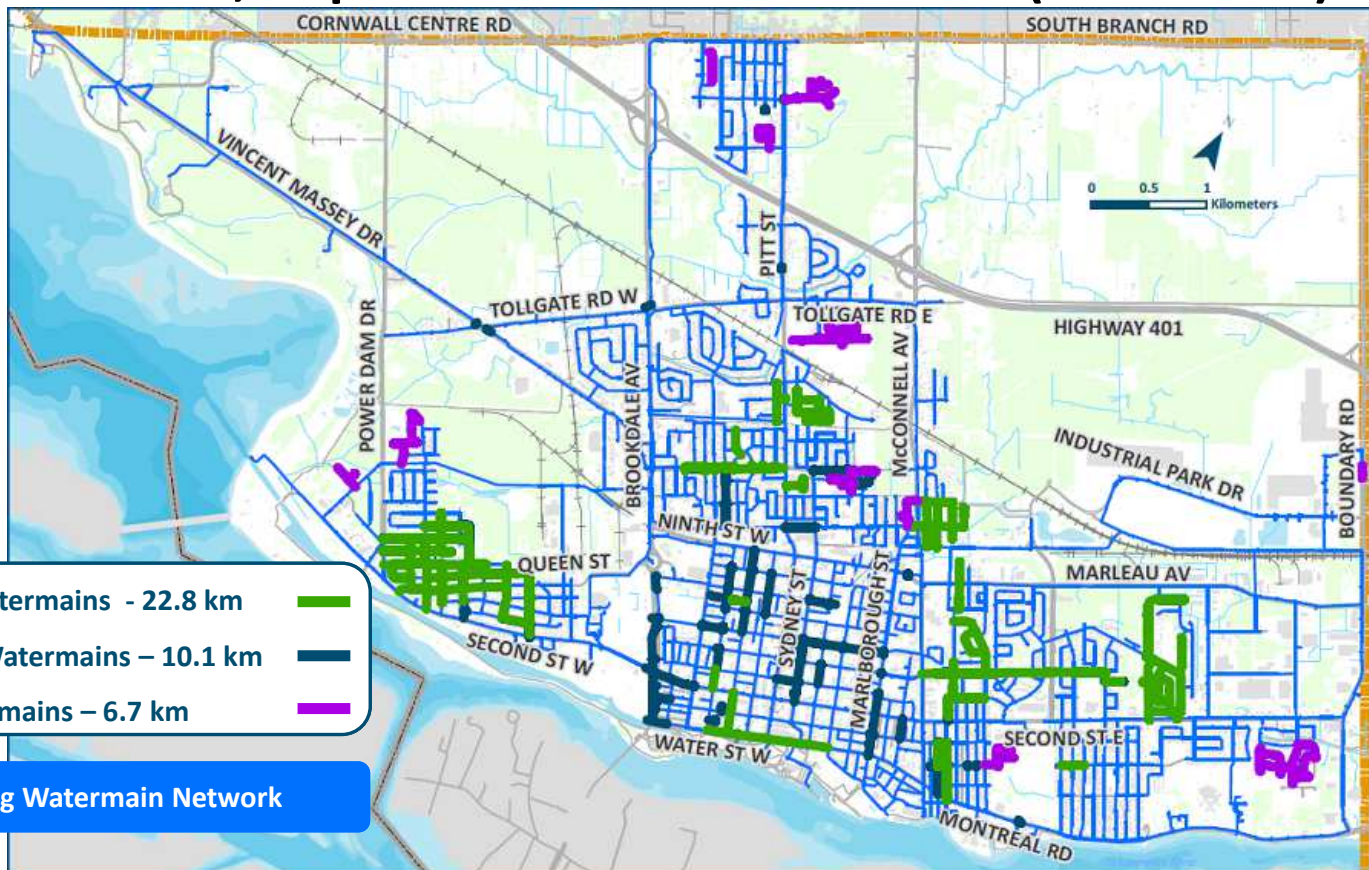 CORNWALL CENTRE RD
SOUTH BRANCH RD
N
0 0.5 1
Kilometers
VINCENT MASSEY DR
PITT ST
TOLLGATE RD W
TOLLGATE RD E
HIGHWAY 401
POWER DAM DR
BROOKDALE AV
McCONNELL AV
INDUSTRIAL PARK DR
BOUNDARY RD
NINTH ST W
QUEEN ST
MARLEAU AV
SYDNEY ST
MARLBOROUGH ST
SECOND ST W
SECOND ST E
WATER ST W
MONTREAL RD
termains - 22.8 km
Watermains – 10.1 km
mains – 6.7 km
g Watermain Network